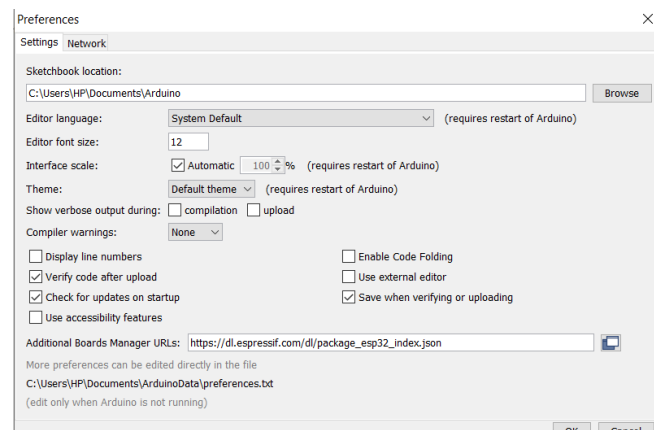 Preferences
Settings Network
Sketchbook location:
C:\Users\HP\Documents\Arduino Browse
Editor language: System Default (requires restart of Arduino)
Editor font size: 12
Interface scale: Automatic 100 % (requires restart of Arduino)
Theme: Default theme (requires restart of Arduino)
Show verbose output during: compilation upload
Compiler warnings: None
Display line numbers Enable Code Folding
Verify code after upload Use external editor
Check for updates on startup Save when verifying or uploading
Use accessibility features
Additional Boards Manager URLs: https://dl.espressif.com/dl/package_esp32_index.json
More preferences can be edited directly in the file
C:\Users\HP\Documents\ArduinoData\preferences.txt
(edit only when Arduino is not running)
OK Cancel